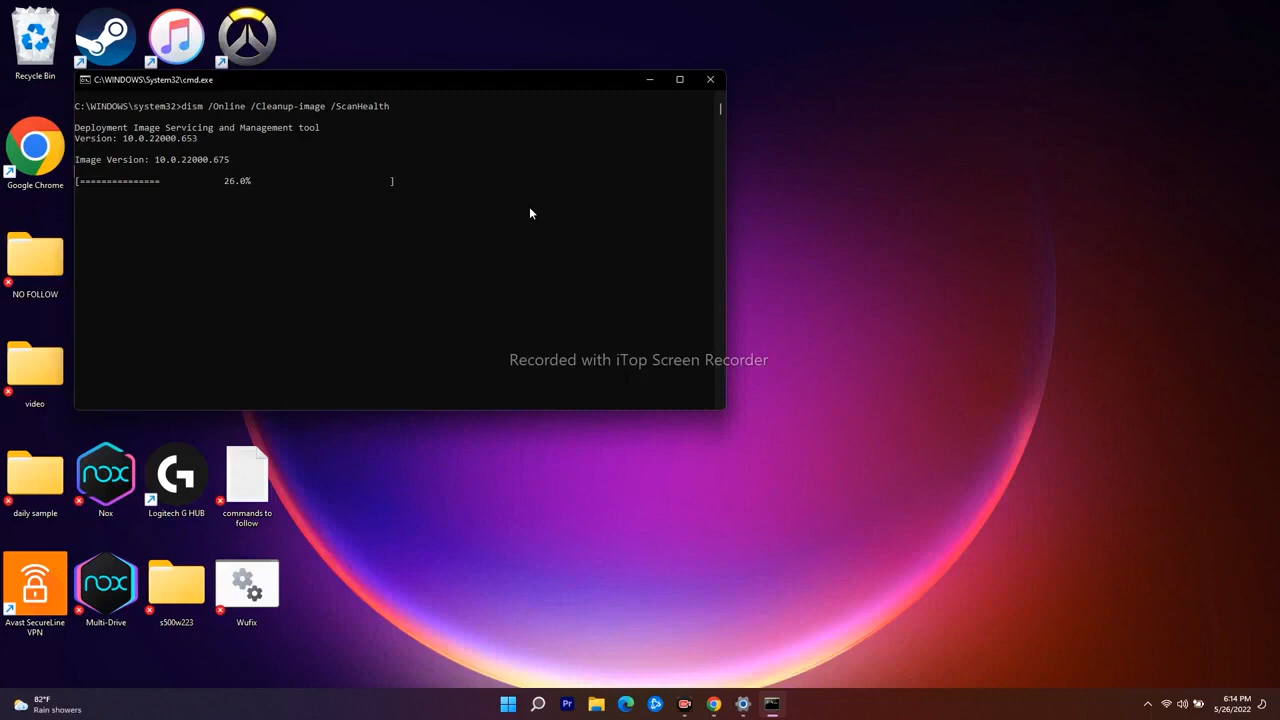 Recycle Bin
C:\WINDOWS\System32\cmd.exe
C:\WINDOWS\system32>dism /Online /Cleanup-image /ScanHealth
Deployment Image Servicing and Management tool
Version: 10.0.22000.653
Image Version: 10.0.22000.675
[=============== 26.0% ]
Google Chrome
NO FOLLOW
Recorded with iTop Screen Recorder
video
nox
G
daily sample
Nox
Logitech G HUB
commands to
follow
nox
Avast SecureLine
VPN
Multi-Drive
s500w223
Wufix
82°F
Rain showers
Pr
6:14 PM
5/26/2022